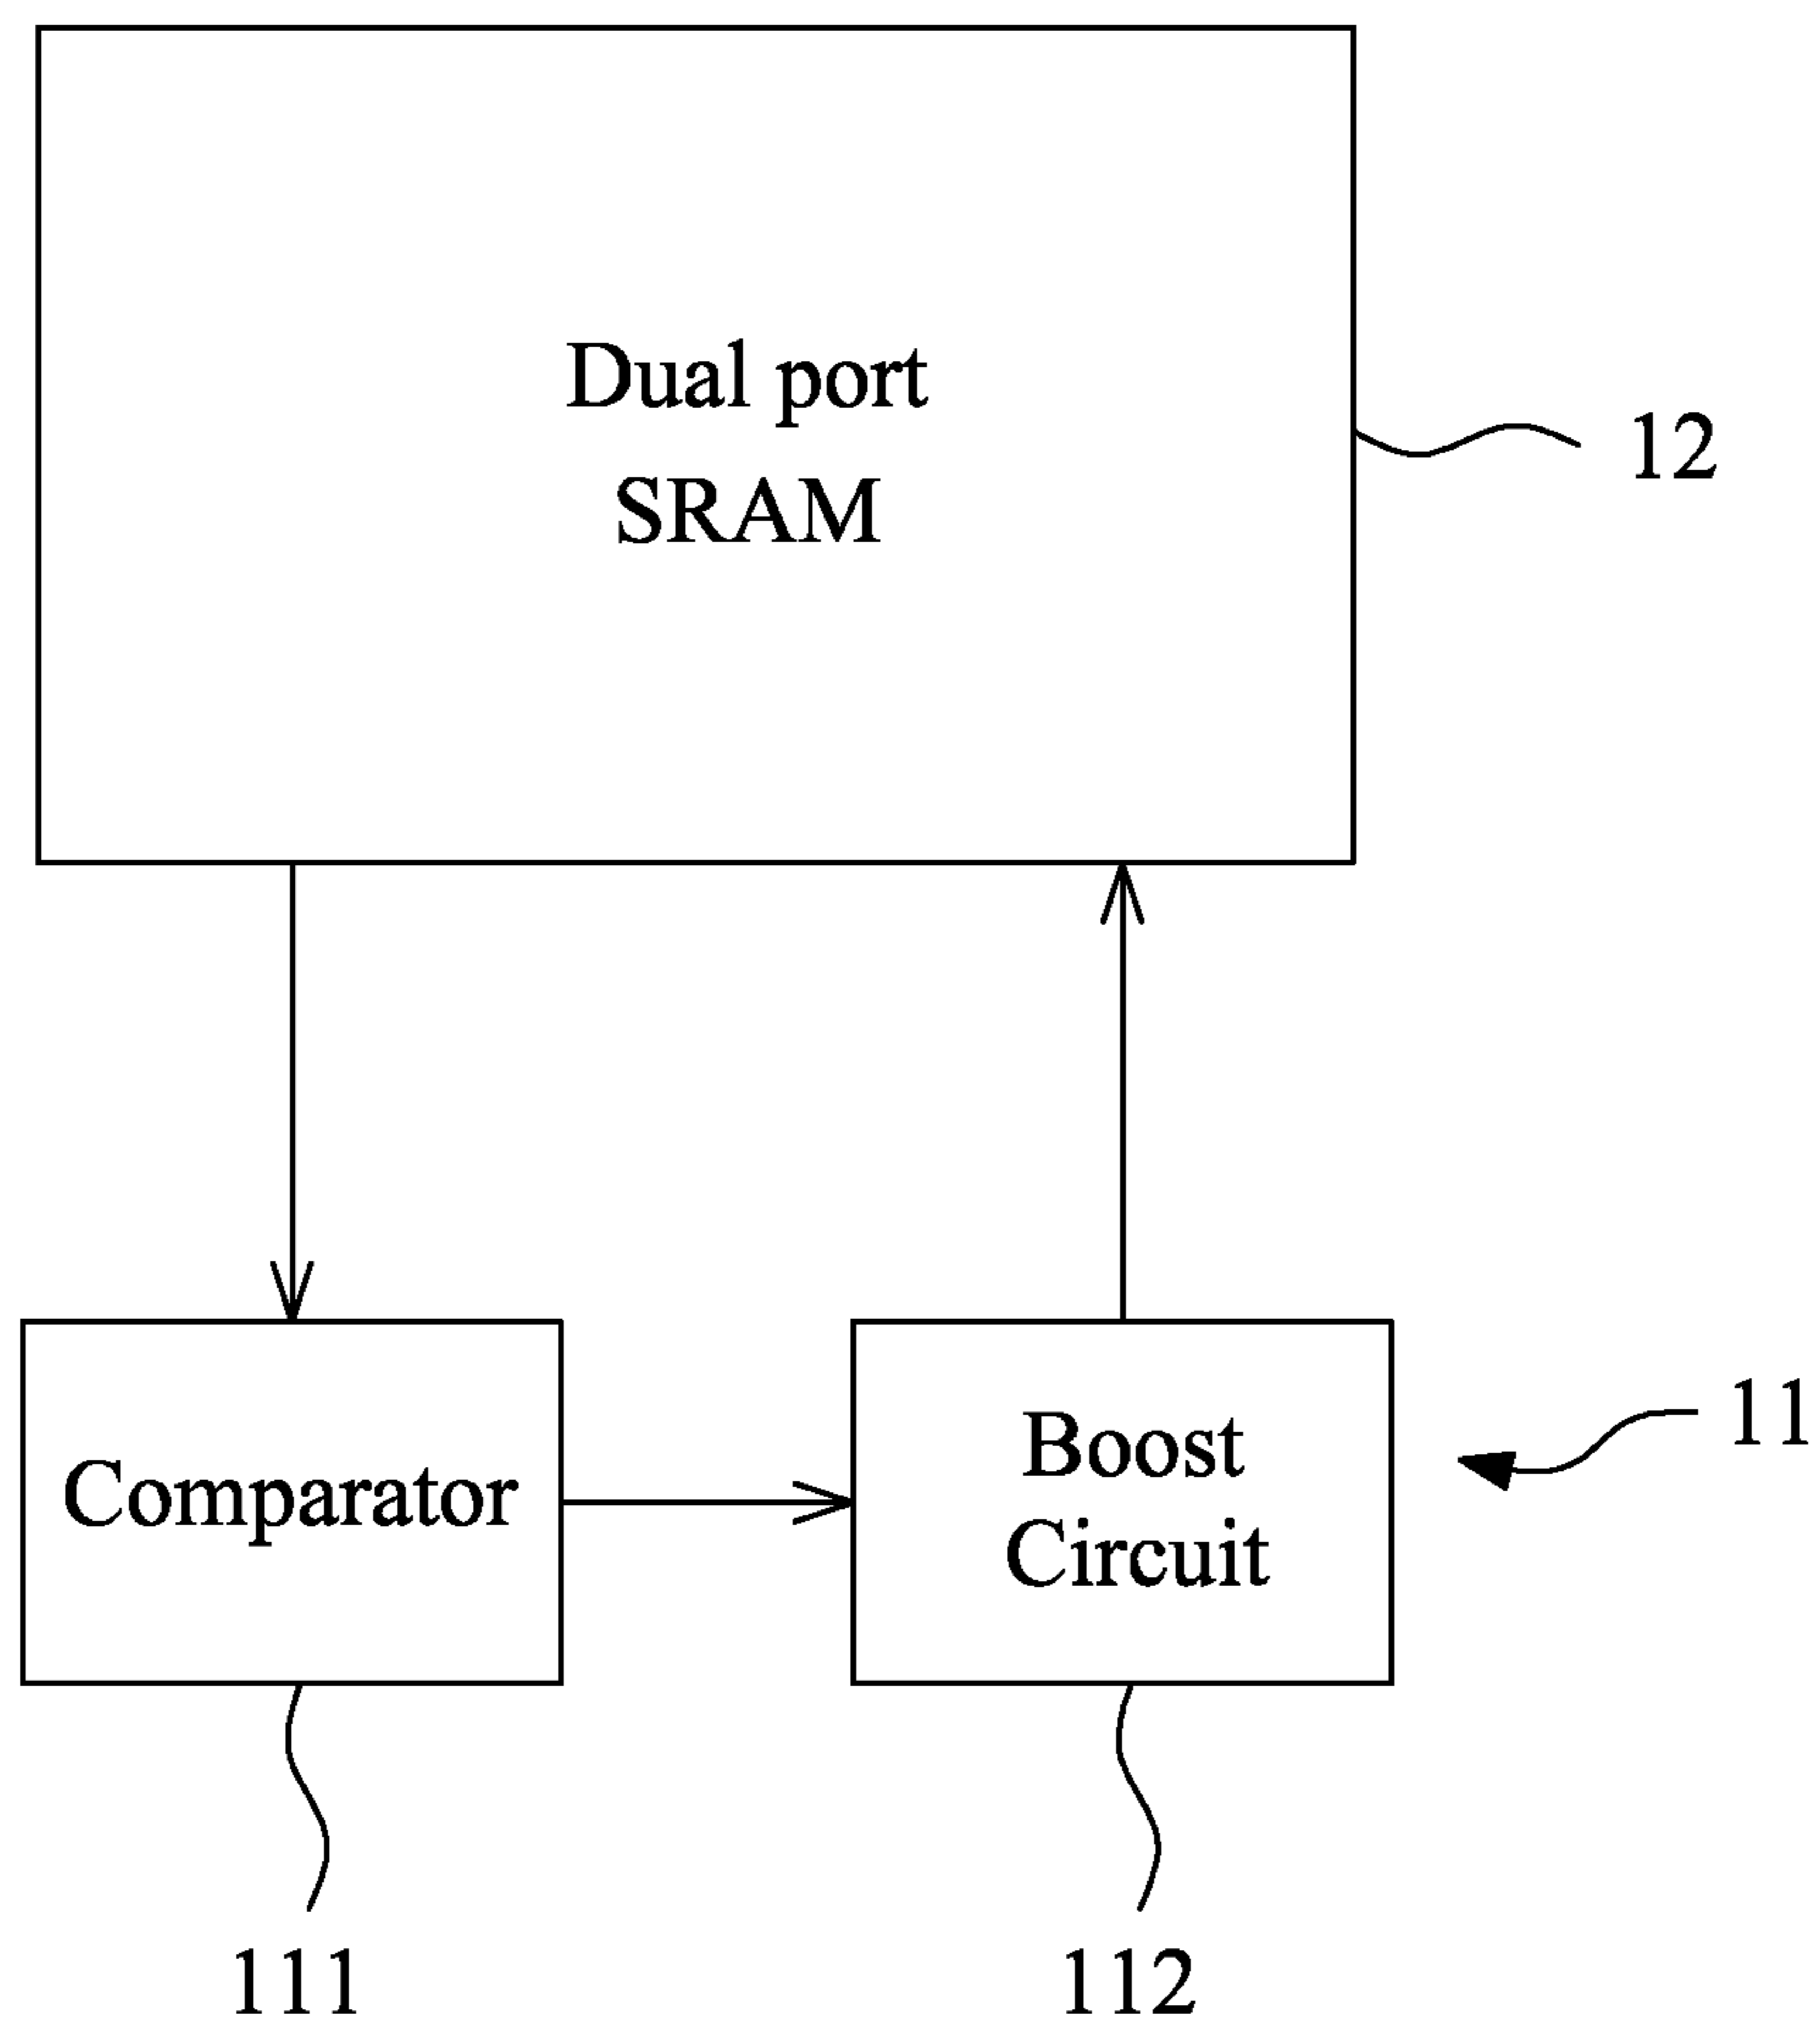 Dual port
SRAM
12
Comparator
Boost
Circuit
11
111
112